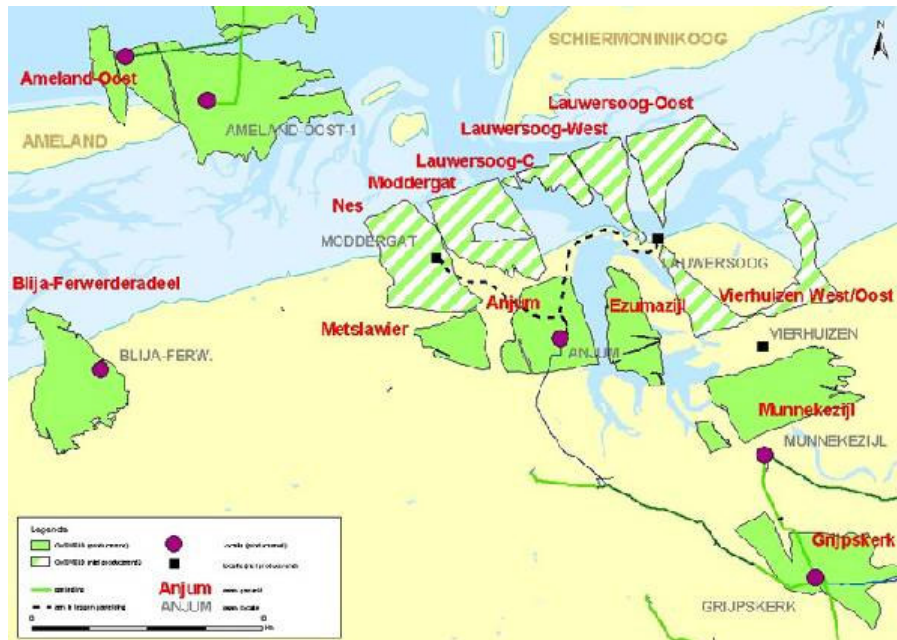 SCHIERMONINIKOOG
N
Ameland-Oost
Lauwersoog-Oost
AMELAND-OOST-1
AMELAND
Lauwersoog-West
Lauwersoog-C
Moddergat
Nes
MODDERGAT
LAUWERSOOG
Blija-Ferwerderadeel
Anjum
Ezumazijl
Vierhuizen West/Oost
Metslawier
VIERHUIZEN
BLIJA-FERW.
ANJUM
Munnekezijl
MUNNEKEZIJL
Legenda
Anjum
ANJUM
Grijpskerk
GRIJPSKERK